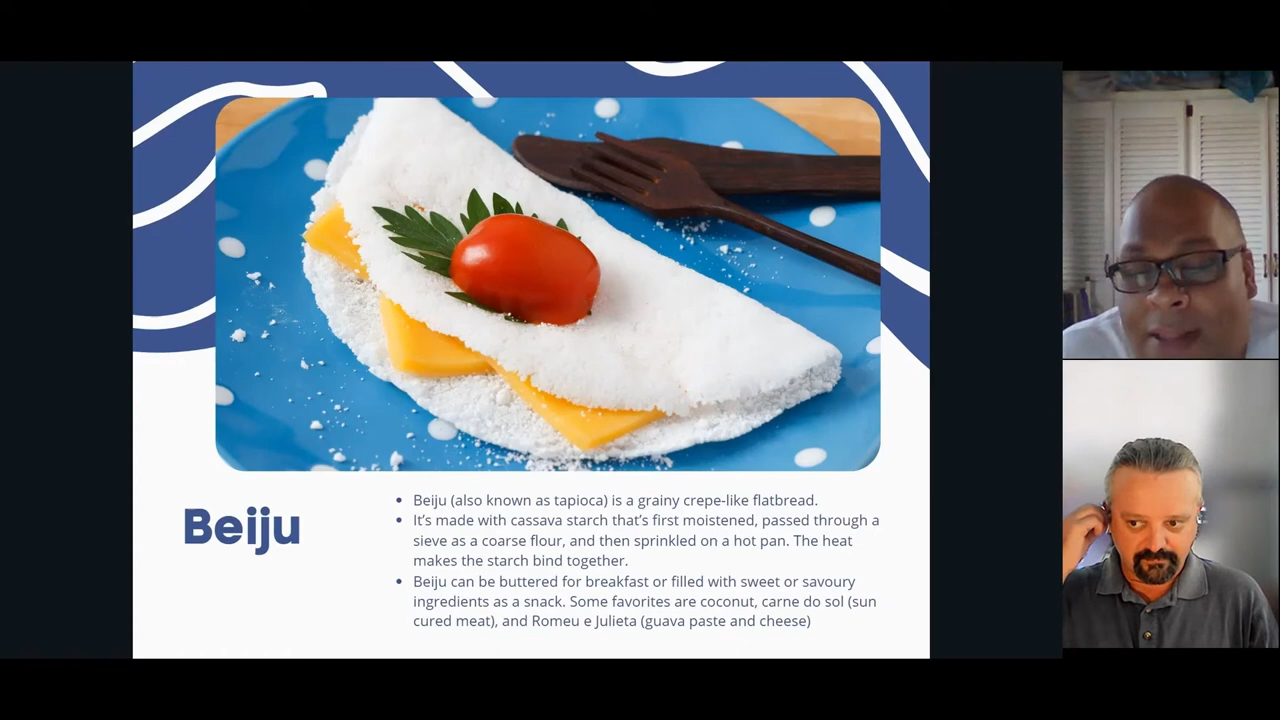 Beiju
Beiju (also known as tapioca) is a grainy crepe-like flatbread.
It’s made with cassava starch that’s first moistened, passed through a
sieve as a coarse flour, and then sprinkled on a hot pan. The heat
makes the starch bind together.
Beiju can be buttered for breakfast or filled with sweet or savoury
ingredients as a snack. Some favorites are coconut, carne do sol (sun
cured meat), and Romeu e Julieta (guava paste and cheese)